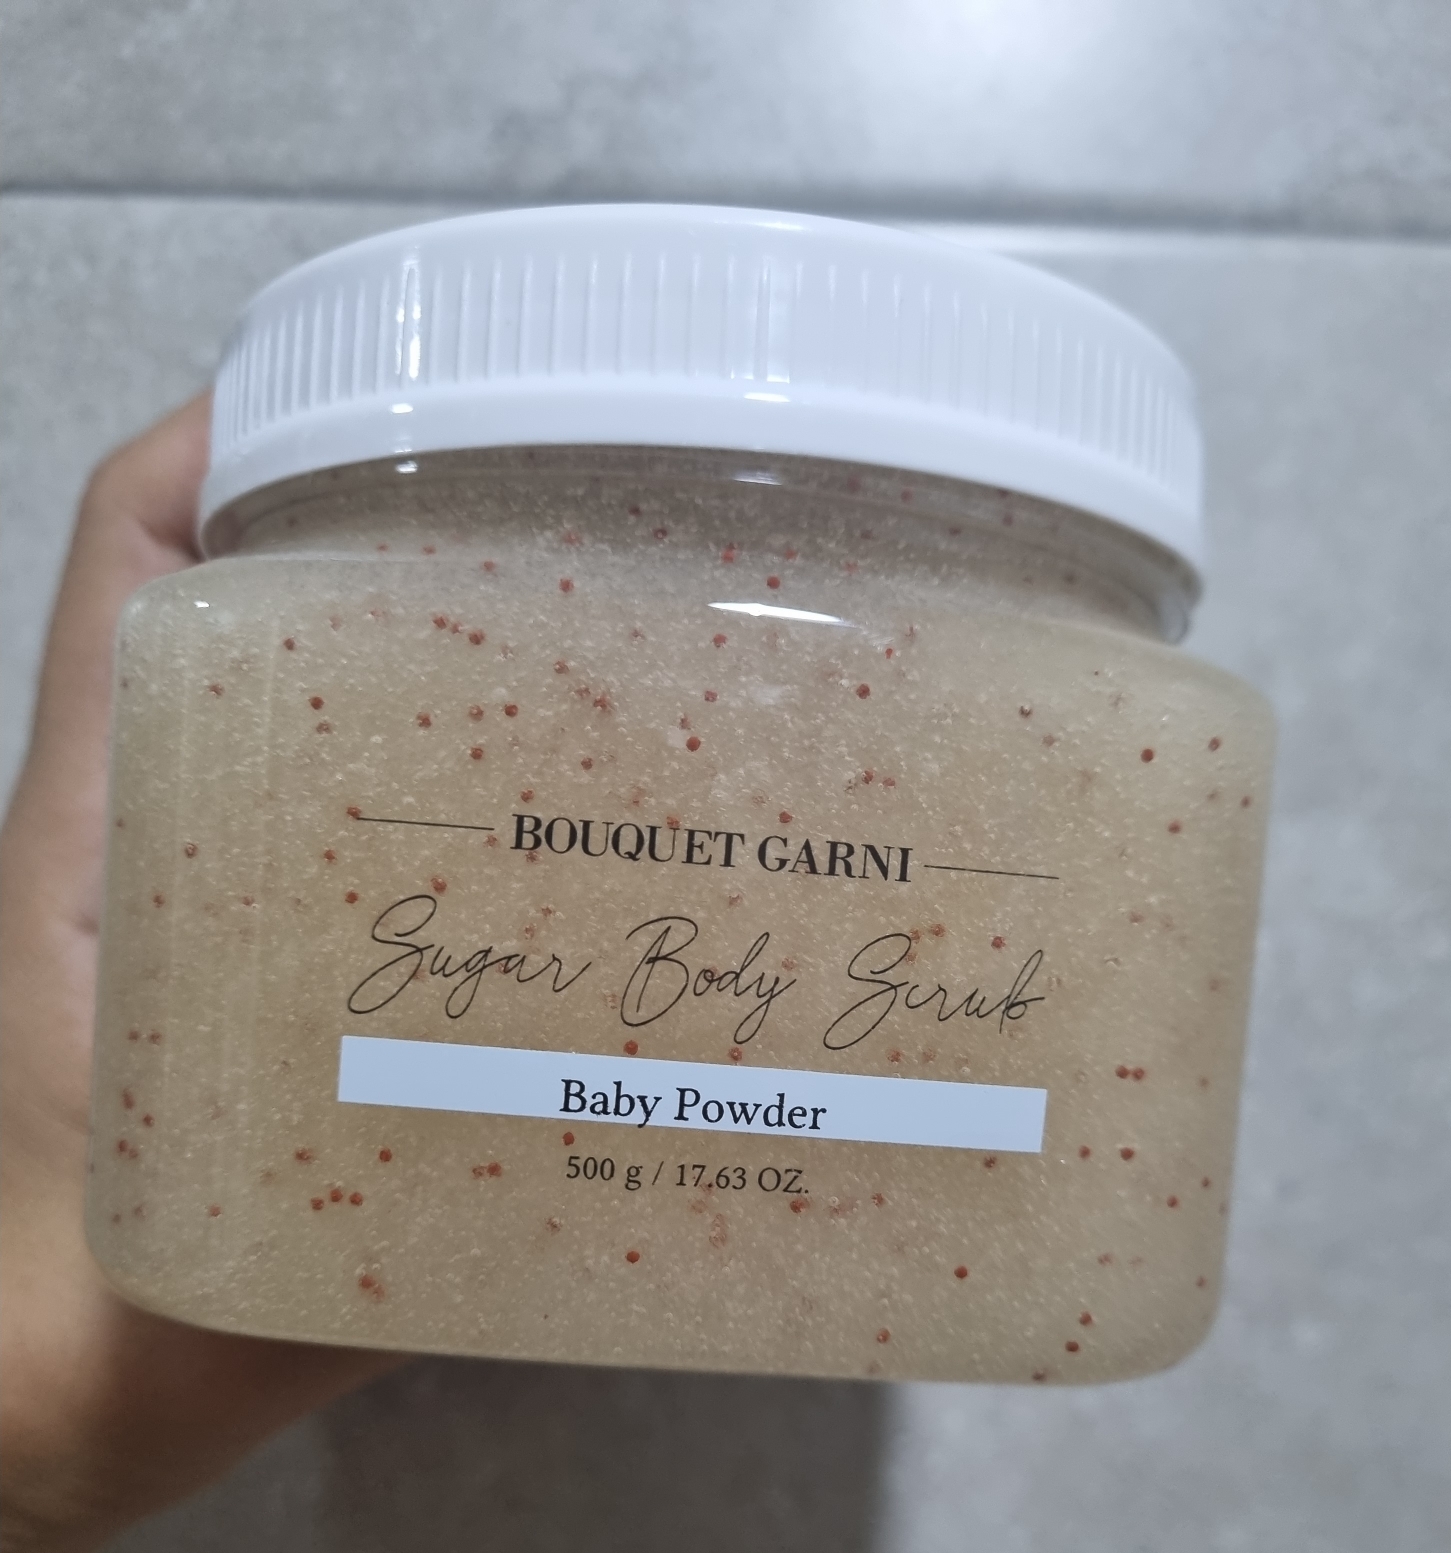 BOUQUET GARNI
Sugar Body Scrub
Baby Powder
500 g / 17.63 OZ.